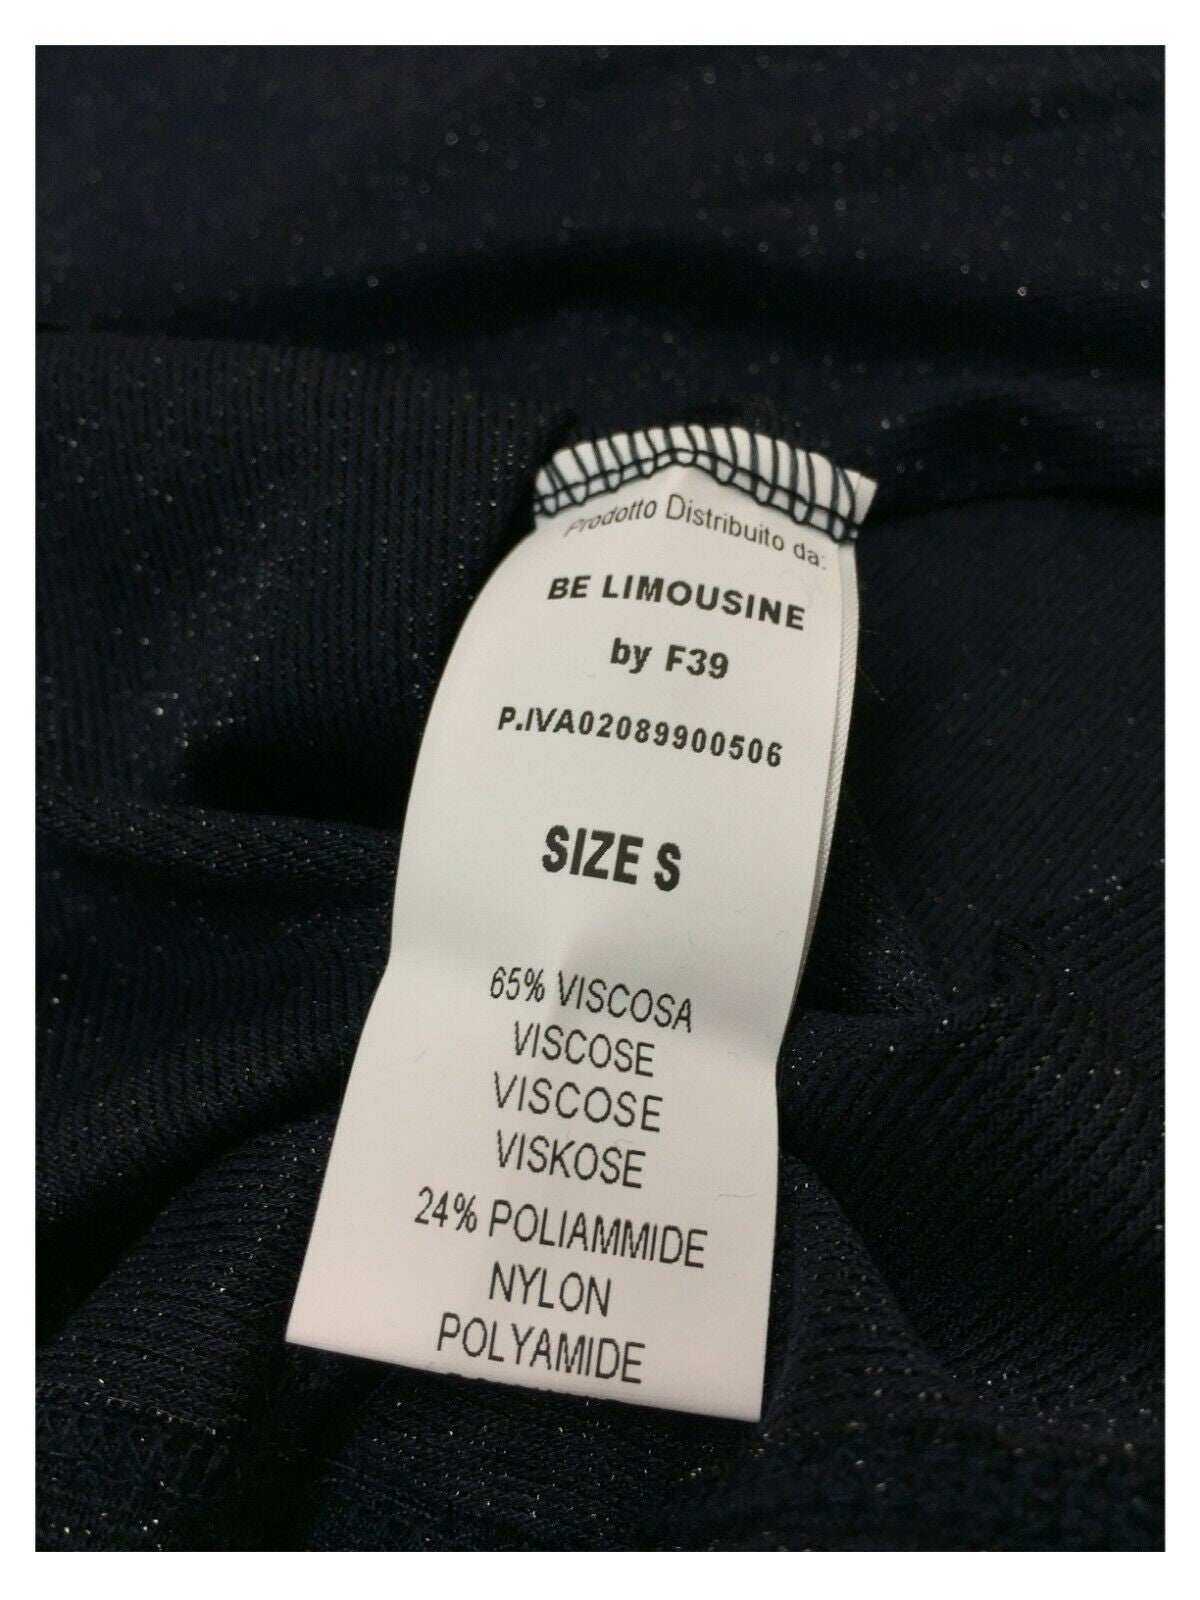 Prodotto Distribuito da:
BE LIMOUSINE
by F39
P.IVA02089900506
SIZE S
65% VISCOSA
VISCOSE
VISCOSE
VISKOSE
24% POLIAMMIDE
NYLON
POLYAMIDE